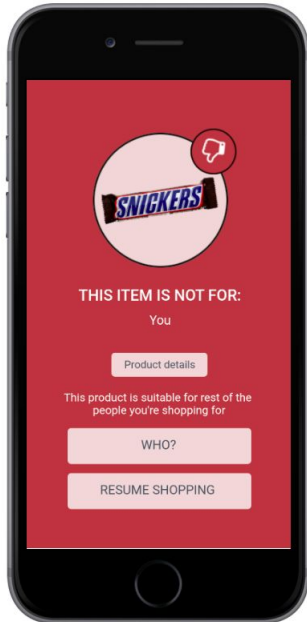 SNICKERS
THIS ITEM IS NOT FOR:
You
Product details
This product is suitable for rest of the
people you're shopping for
WHO?
RESUME SHOPPING